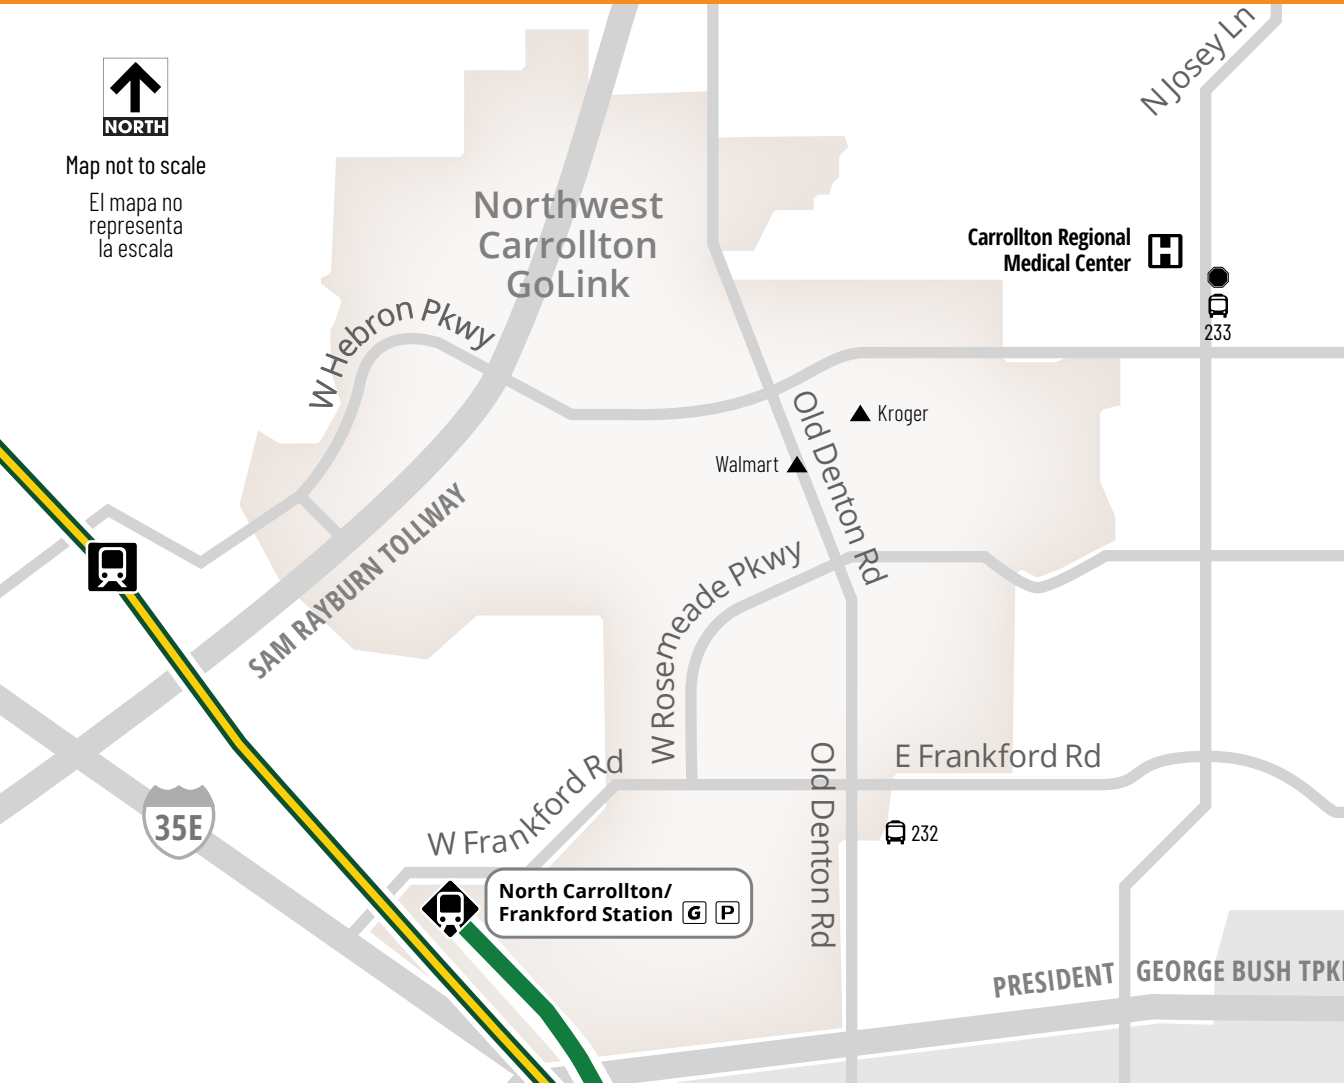 NORTH
Map not to scale
El mapa no
representa
la escala
N Josey Ln
Northwest
Carrollton
GoLink
Carrollton Regional
Medical Center
233
W Hebron Pkwy
Old Denton Rd
Kroger
Walmart
SAM RAYBURN TOLLWAY
W Rosemeade Pkwy
E Frankford Rd
Old Denton Rd
W Frankford Rd
35E
232
North Carrollton/
Frankford Station G P
PRESIDENT GEORGE BUSH TPK